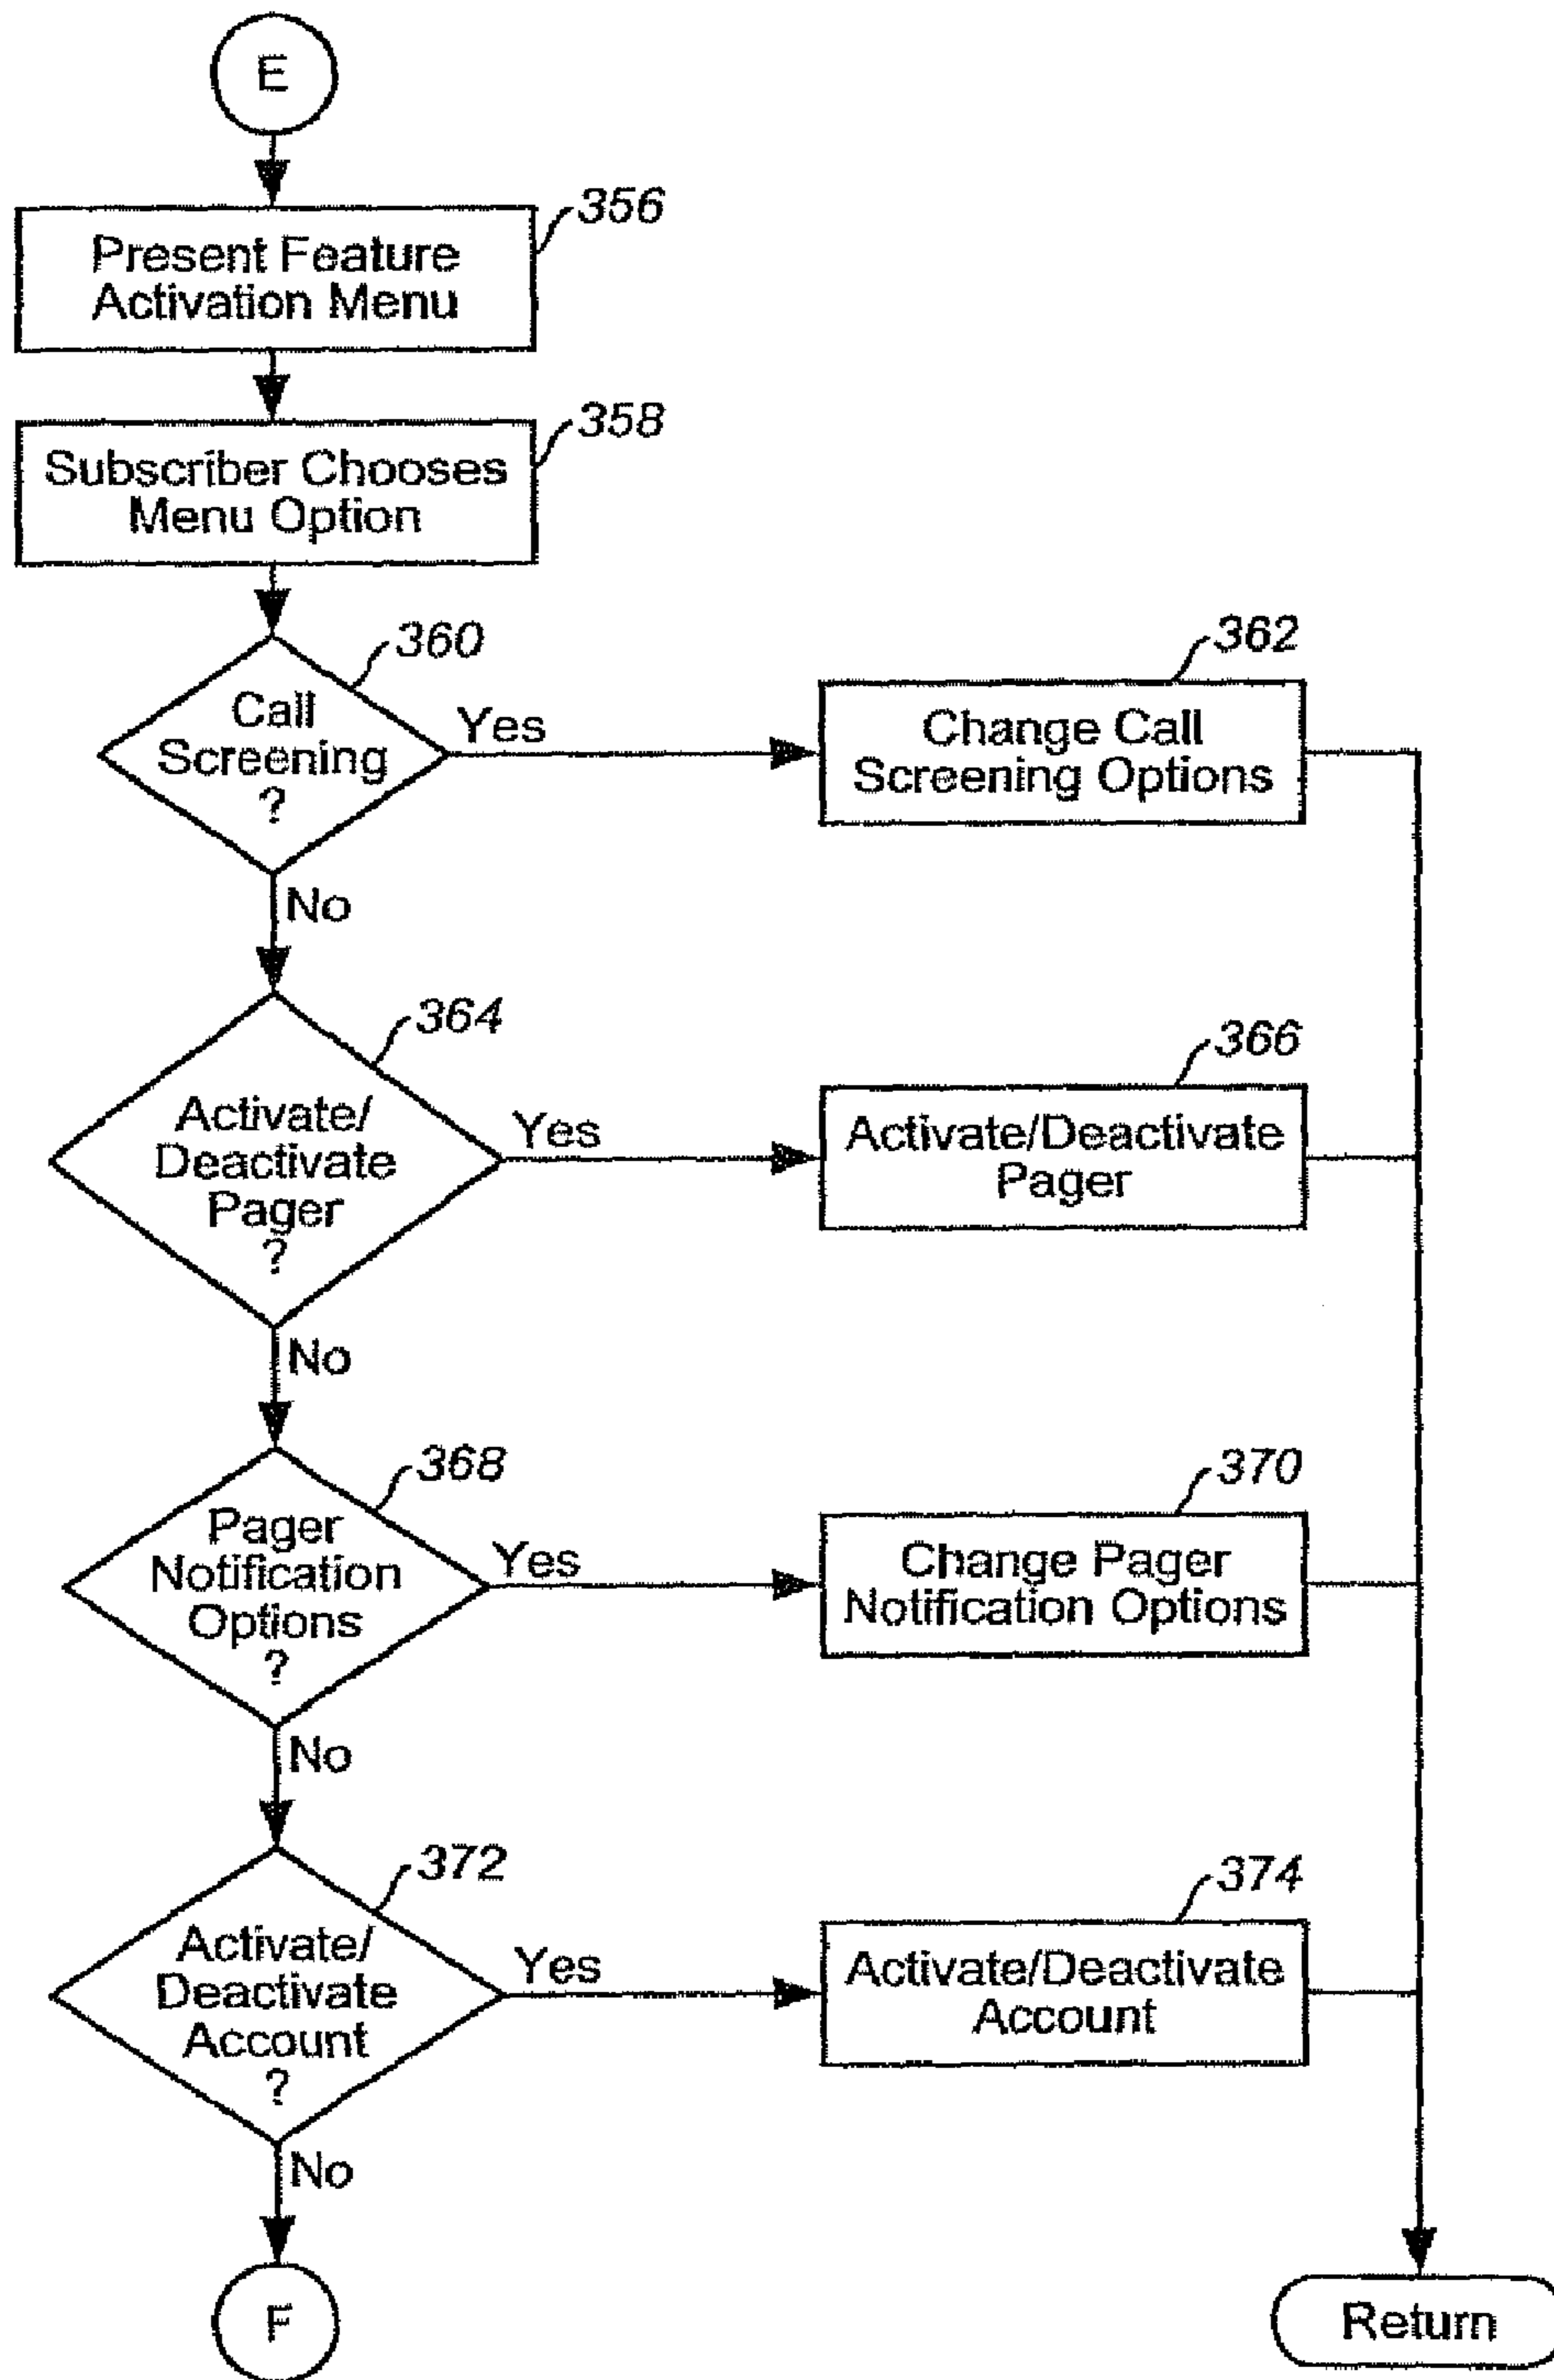 E
356
Present Feature
Activation Menu
358
Subscriber Chooses
Menu Option
360
Call
Screening
?
Yes
362
Change Call
Screening Options
No
364
Activate/
Deactivate
Pager
?
Yes
366
Activate/Deactivate
Pager
No
368
Pager
Notification
Options
?
Yes
370
Change Pager
Notification Options
No
372
Activate/
Deactivate
Account
?
Yes
374
Activate/Deactivate
Account
No
F
Return